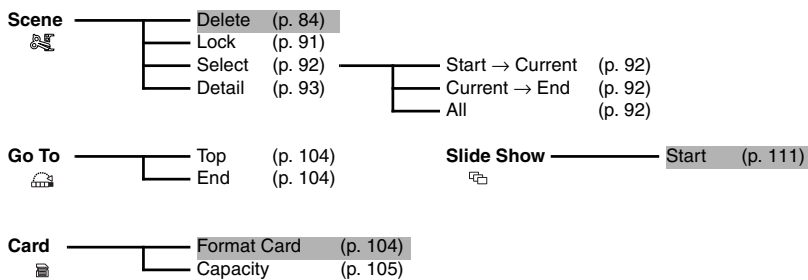 Scene Delete (p. 84)
Lock (p. 91)
Select (p. 92) Start → Current (p. 92)
Detail (p. 93) Current → End (p. 92)
All (p. 92)
Go To Top (p. 104) Slide Show Start (p. 111)
End (p. 104)
Card Format Card (p. 104)
Capacity (p. 105)